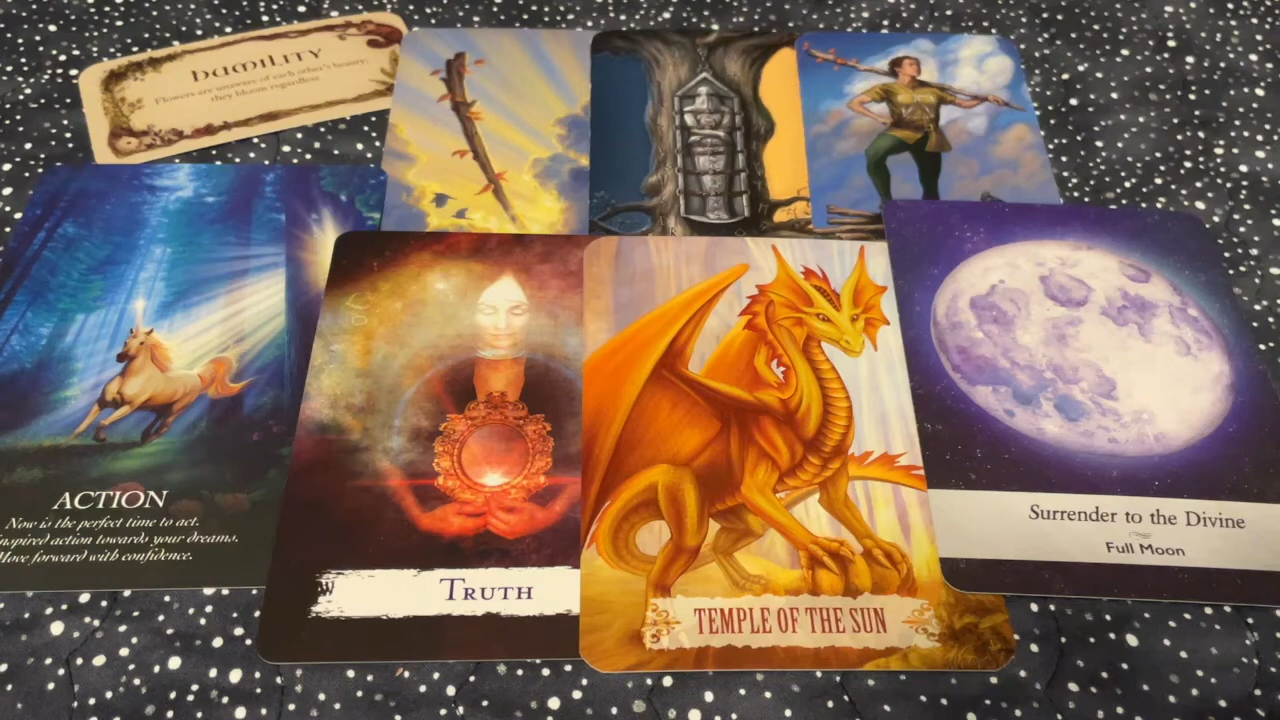 HUMILITY
Flowers are unaware of each other's beauty;
they bloom regardless
ACTION
Now is the perfect time to act.
inspired action towards your dreams.
Move forward with confidence.
TRUTH
TEMPLE OF THE SUN
Surrender to the Divine
Full Moon